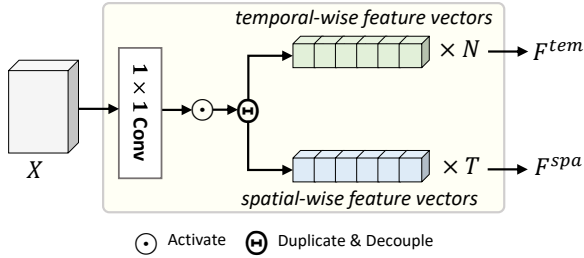 temporal-wise feature vectors
× N
F^{tem}
1 × 1 Conv
X
× T
F^{spa}
spatial-wise feature vectors
Activate
Duplicate & Decouple